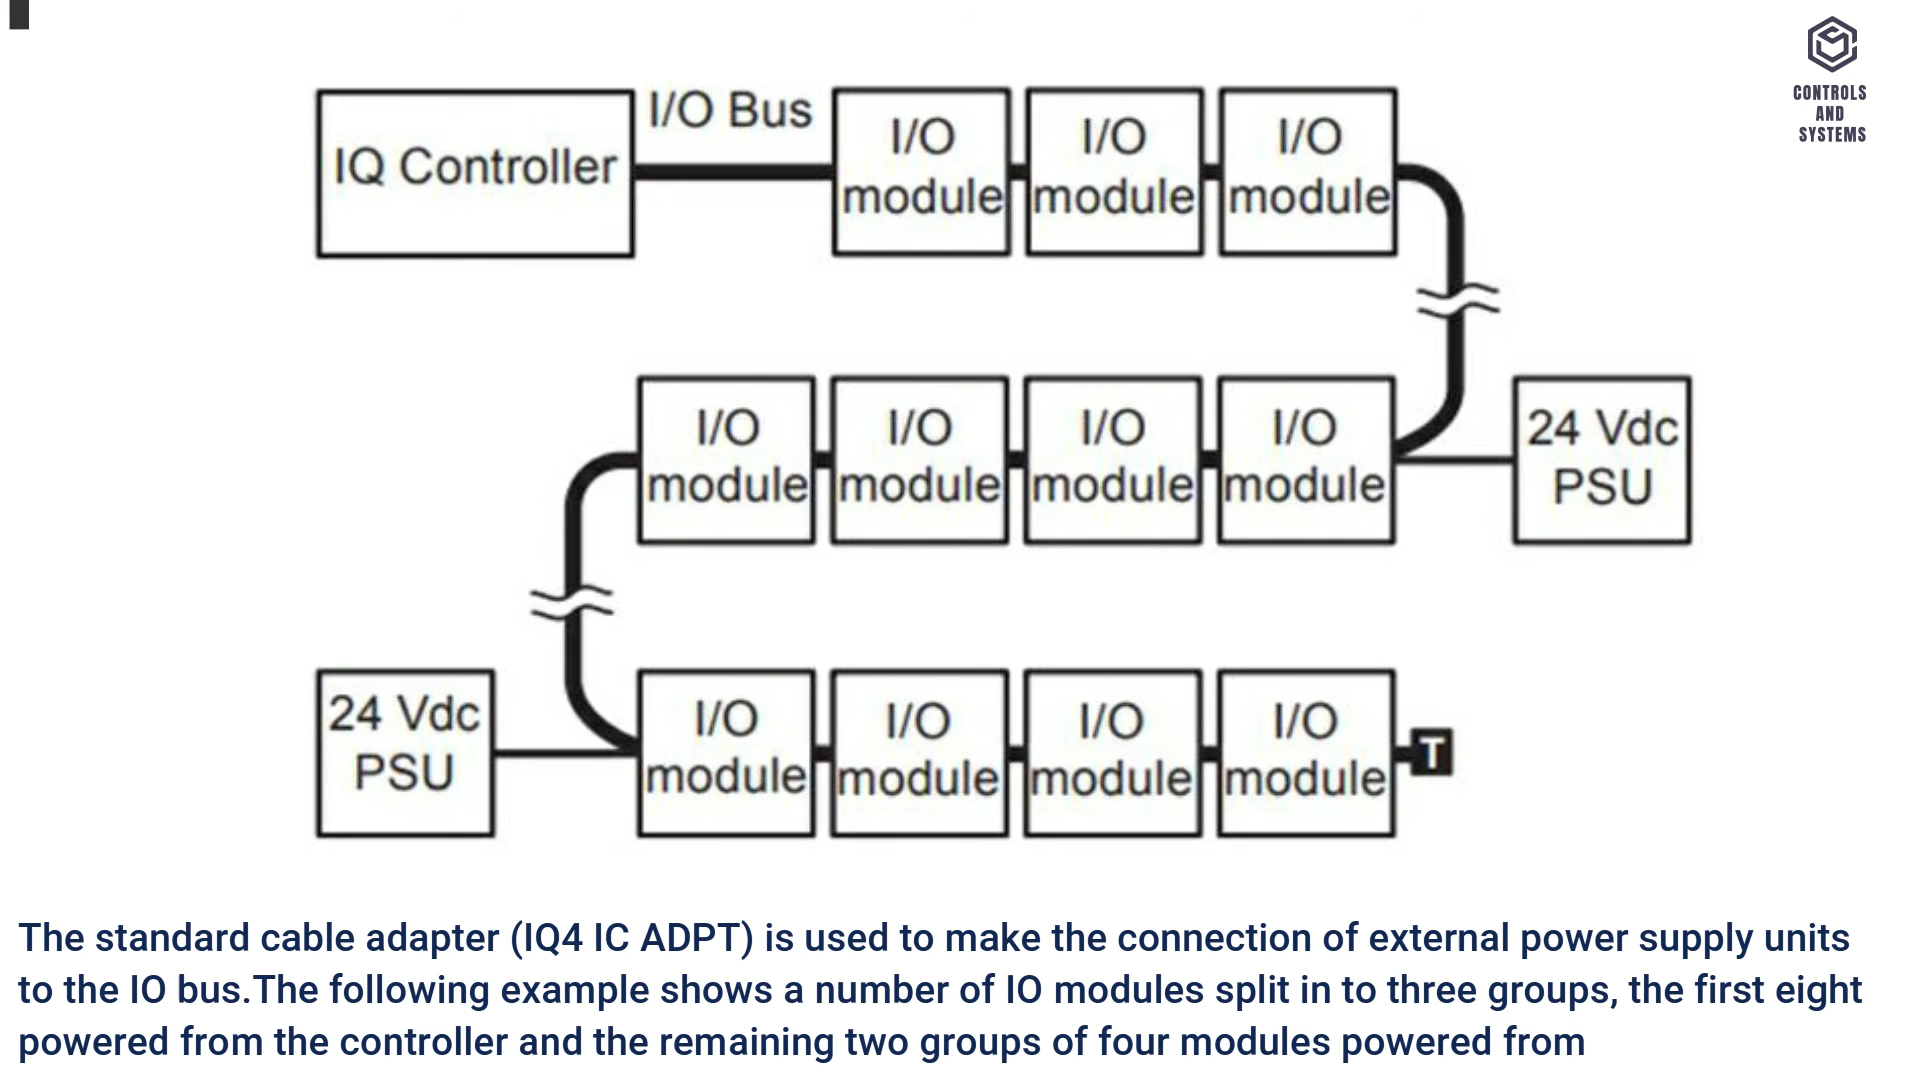 CONTROLS
AND
SYSTEMS
I/O Bus
IQ Controller
I/O
module
I/O
module
I/O
module
I/O
module
I/O
module
I/O
module
I/O
module
24 Vdc
PSU
24 Vdc
PSU
I/O
module
I/O
module
I/O
module
I/O
module
T
The standard cable adapter (IQ4 IC ADPT) is used to make the connection of external power supply units
to the IO bus.The following example shows a number of IO modules split in to three groups, the first eight
powered from the controller and the remaining two groups of four modules powered from